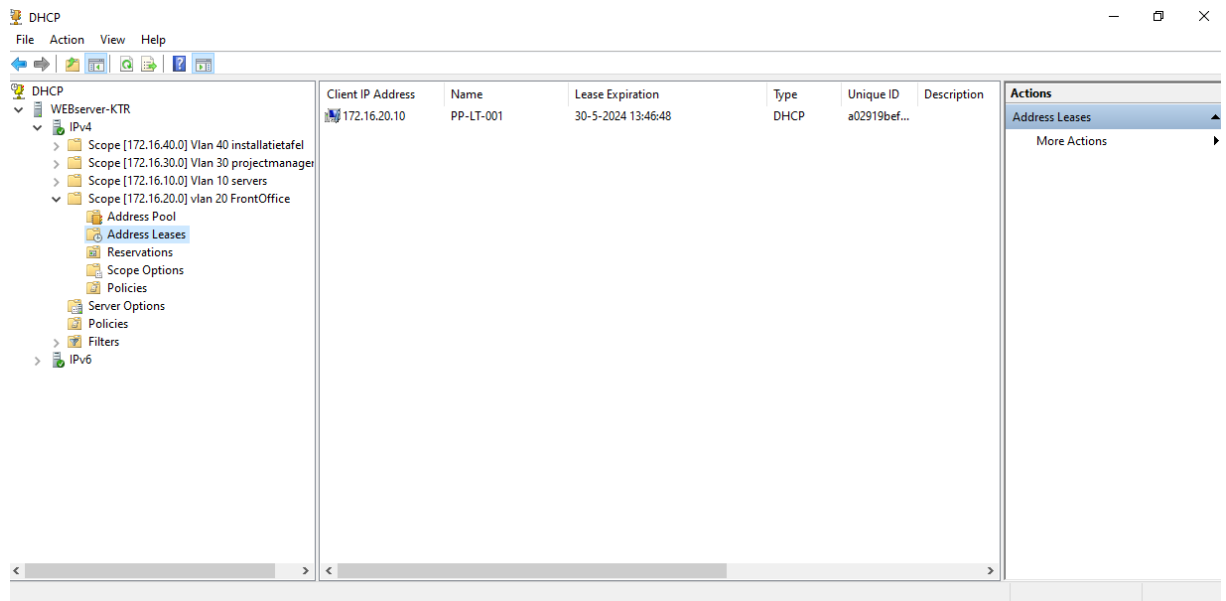 DHCP
File Action View Help
DHCP
WEBserver-KTR
IPv4
Scope [172.16.40.0] Vlan 40 installatietafel
Scope [172.16.30.0] Vlan 30 projectmanager
Scope [172.16.10.0] Vlan 10 servers
Scope [172.16.20.0] vlan 20 FrontOffice
Address Pool
Address Leases
Reservations
Scope Options
Policies
Server Options
Policies
Filters
IPv6
Client IP Address Name Lease Expiration Type Unique ID Description
172.16.20.10 PP-LT-001 30-5-2024 13:46:48 DHCP a02919bef...
Actions
Address Leases
More Actions